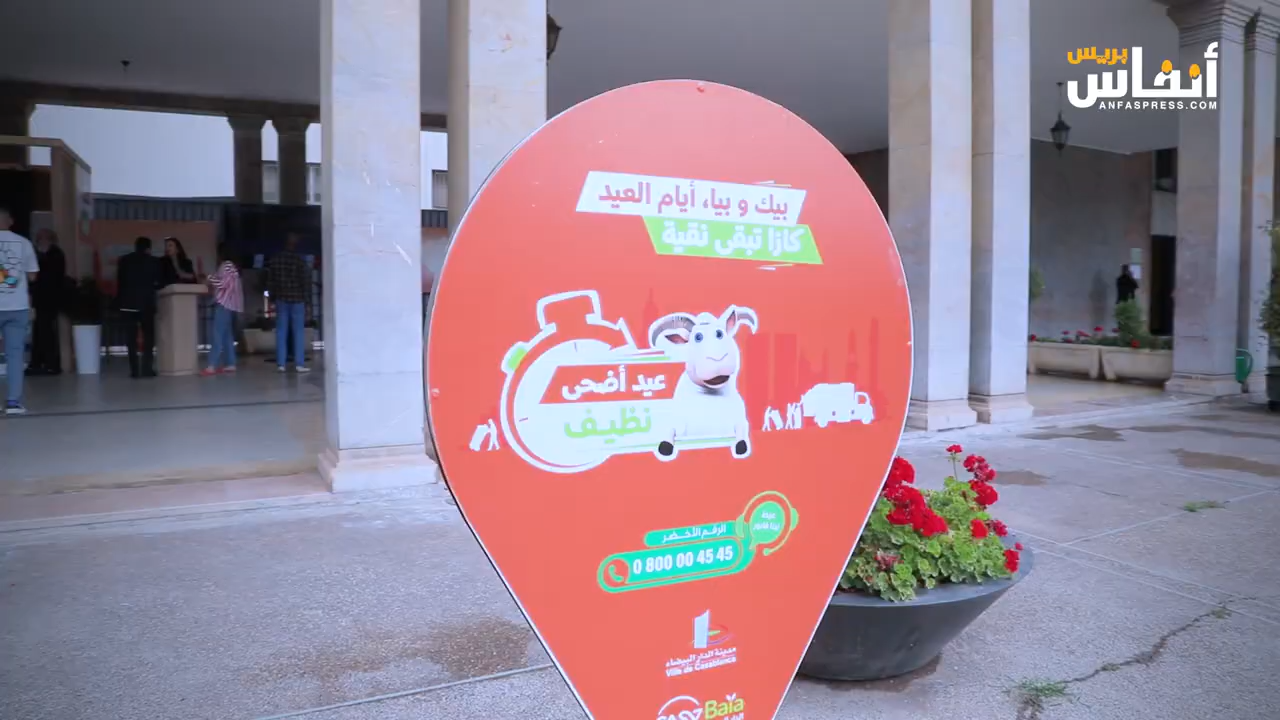 أنفاس بريس
ANFASPRESS.COM
بيك و بيا، أيام العيد
كازا تبقى نقية
عيد أضحى
نظيف
الرقم الأخضر
0 800 00 45 45
مدينة الدار البيضاء
Ville de Casablanca
Baïa